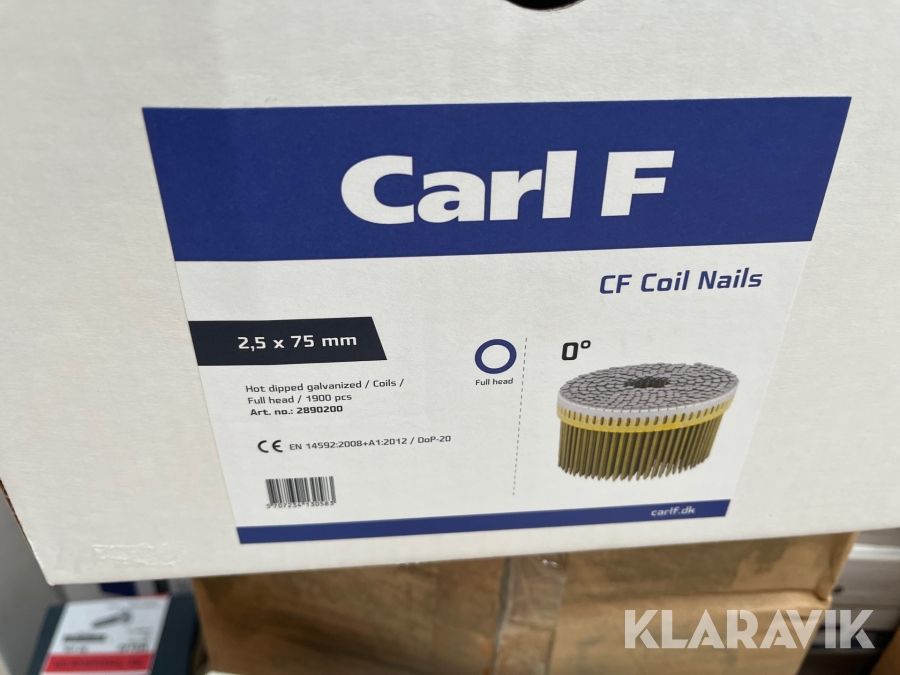 Carl F
CF Coil Nails
2,5 x 75 mm
Hot dipped galvanized / Coils /
Full head / 1900 pcs
Art. no.: 2890200
CE EN 14592:2008+A1:2012 / DoP-20
5707254130583
Full head
0°
carlf.dk
KLARAVIK